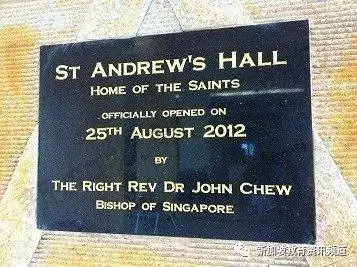 ST ANDREW'S HALL
HOME OF THE SAINTS
OFFICIALLY OPENED ON
25TH AUGUST 2012
BY
THE RIGHT REV DR JOHN CHEW
BISHOP OF SINGAPORE
新加坡教育资讯频道